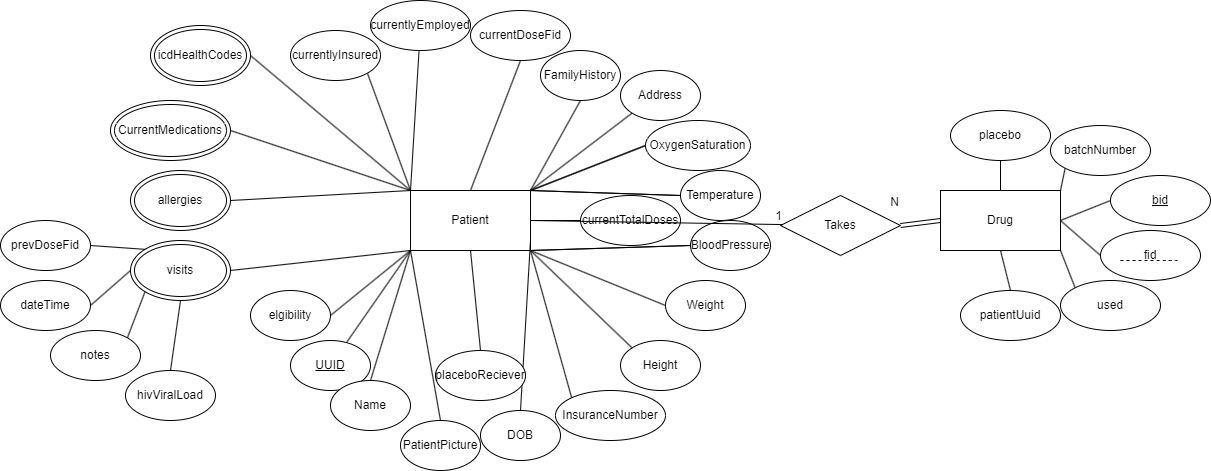 currentlyEmployed
currentDoseFid
icdHealthCodes
currentlyInsured
FamilyHistory
Address
CurrentMedications
placebo
OxygenSaturation
batchNumber
allergies
Temperature
bid
N
1
Patient
currentTotalDoses
Takes
Drug
prevDoseFid
BloodPressure
fid
visits
dateTime
elgibility
Weight
used
patientUuid
notes
UUID
Height
placeboReciever
hivViralLoad
Name
InsuranceNumber
DOB
PatientPicture